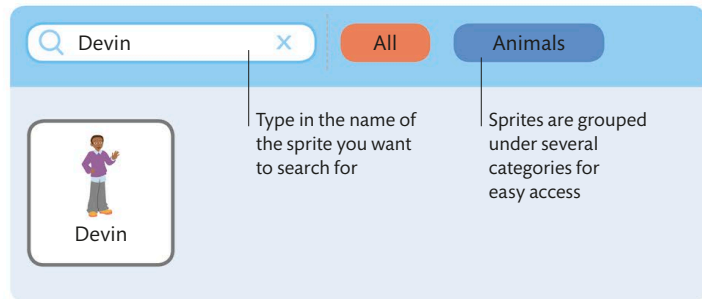 Devin
All
Animals
Type in the name of
the sprite you want
to search for
Sprites are grouped
under several
categories for
easy access
Devin